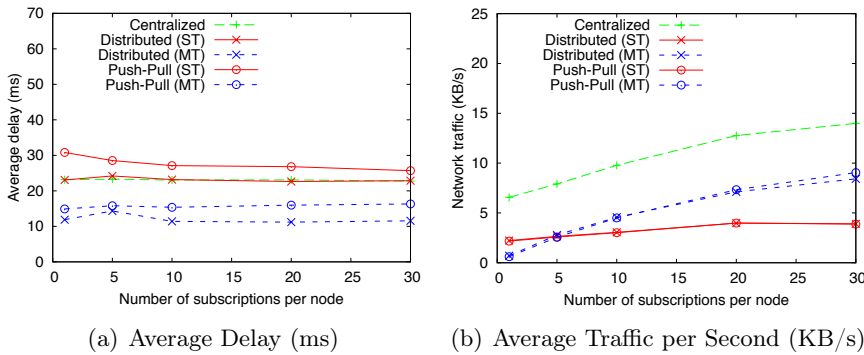 Centralized
Distributed (ST)
Distributed (MT)
Push-Pull (ST)
Push-Pull (MT)
Average delay (ms)
70
60
50
40
30
20
10
0
0 5 10 15 20 25 30
Number of subscriptions per node
(a) Average Delay (ms)
Centralized
Distributed (ST)
Distributed (MT)
Push-Pull (ST)
Push-Pull (MT)
Network traffic (KB/s)
25
20
15
10
5
0
0 5 10 15 20 25 30
Number of subscriptions per node
(b) Average Traffic per Second (KB/s)